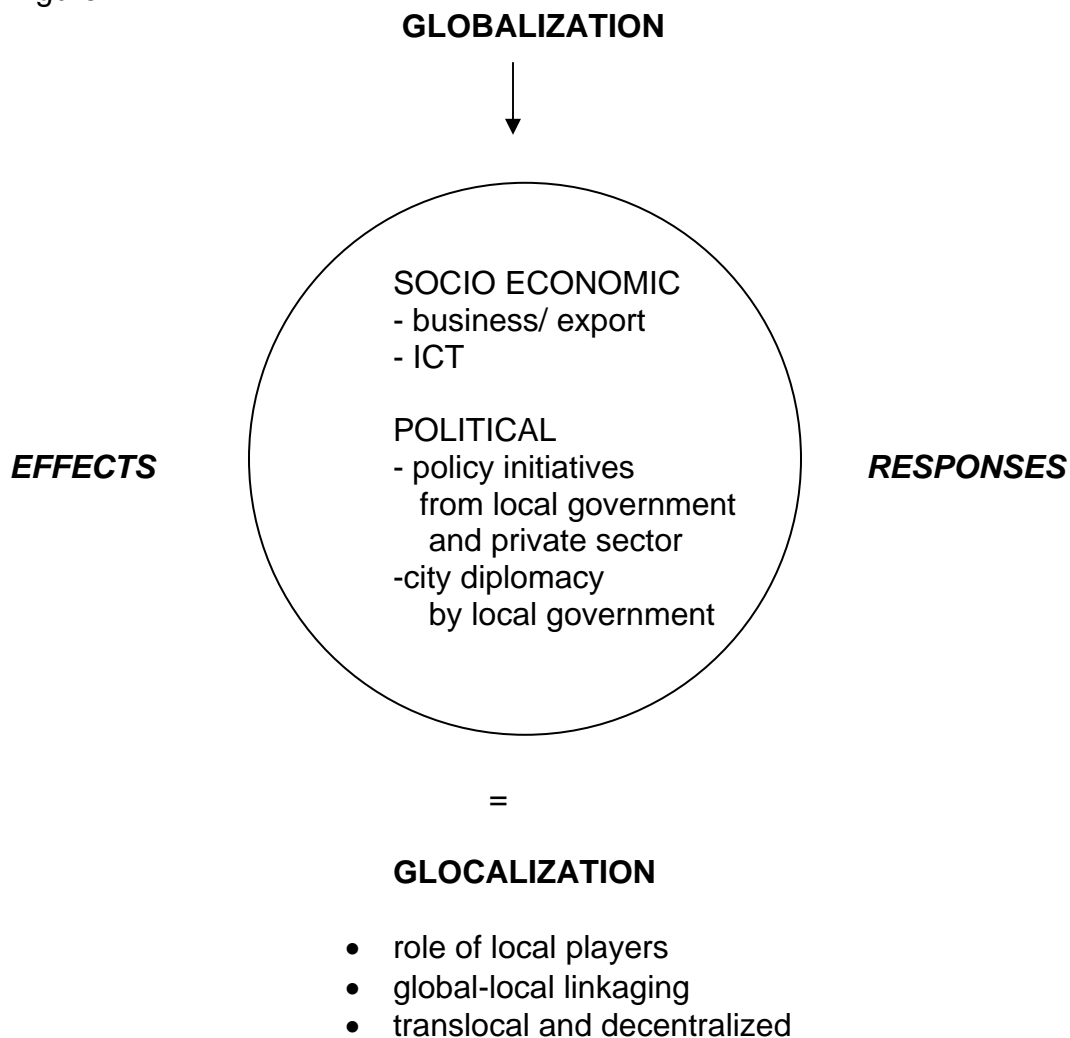 GLOBALIZATION
SOCIO ECONOMIC
- business/ export
- ICT
POLITICAL
- policy initiatives
from local government
and private sector
-city diplomacy
by local government
EFFECTS
RESPONSES
=
GLOCALIZATION
• role of local players
• global-local linkaging
• translocal and decentralized